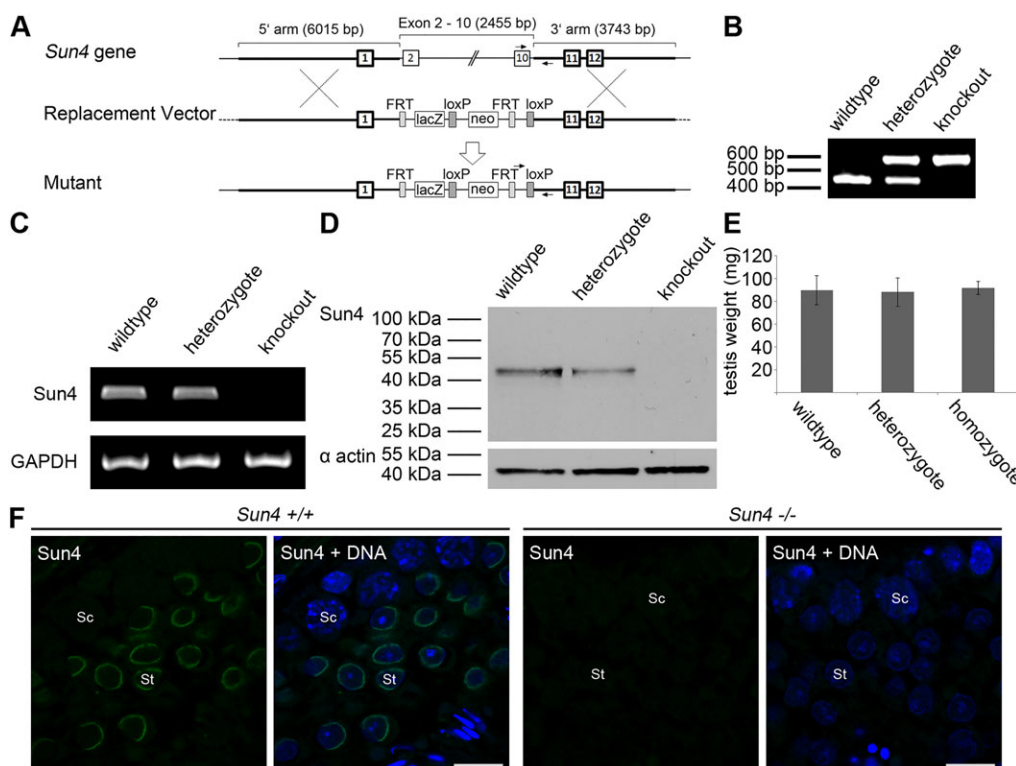 A
5' arm (6015 bp) Exon 2 - 10 (2455 bp) 3' arm (3743 bp)
Sun4 gene
1 2 10 11 12
Replacement Vector
FRT loxP FRT loxP
1 lacZ neo 11 12
Mutant
FRT loxP FRT loxP
1 lacZ neo 11 12
B
wildtype heterozygote knockout
600 bp
500 bp
400 bp
C
wildtype heterozygote knockout
Sun4
GAPDH
D
wildtype heterozygote knockout
Sun4
100 kDa
70 kDa
55 kDa
40 kDa
35 kDa
25 kDa
α actin
55 kDa
40 kDa
E
testis weight (mg)
120
100
80
60
40
20
wildtype heterozygote homozygote
F
Sun4 +/+ Sun4 -/-
Sun4 Sun4 + DNA Sun4 Sun4 + DNA
Sc Sc Sc Sc
St St St St